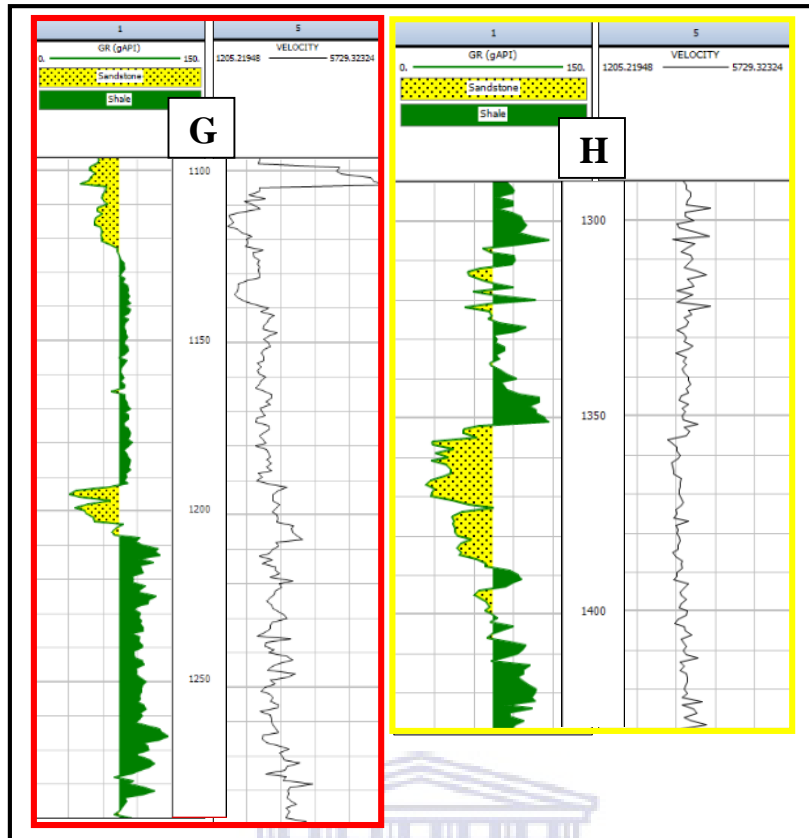 1
5
GR (gAPI)
0. 150.
Sandstone
Shale
VELOCITY
1205.21948 5729.32324
G
1100
1150
1200
1250
1
5
GR (gAPI)
0. 150.
Sandstone
Shale
VELOCITY
1205.21948 5729.32324
H
1300
1350
1400